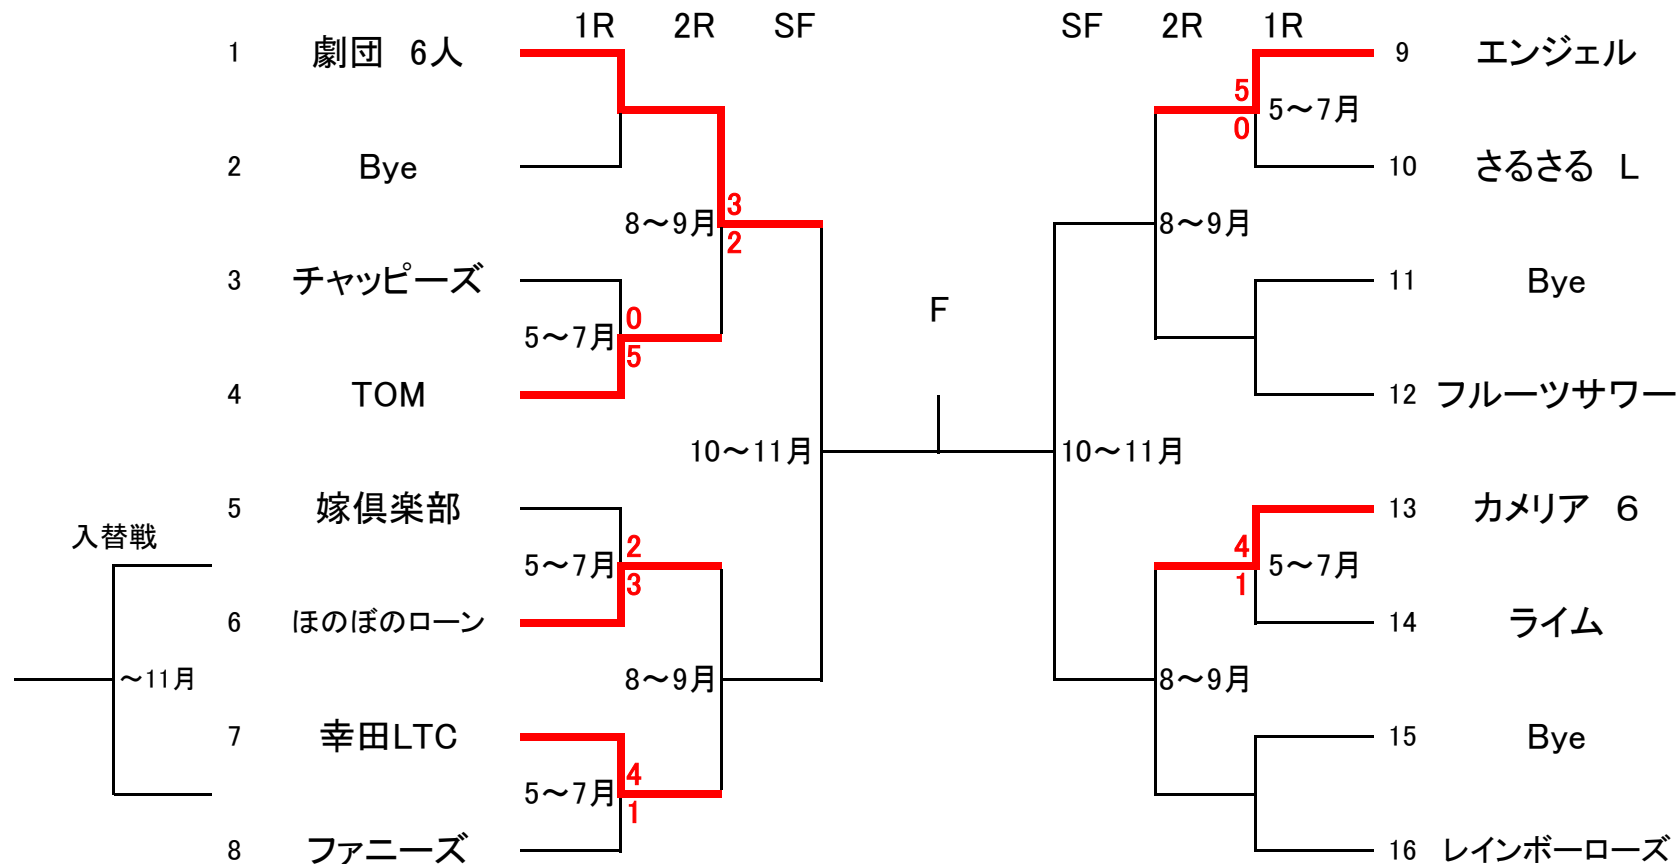 1R 2R SF SF 2R 1R
1 劇団 6人 9 エンジェル
5 5～7月
0
2 Bye 10 さるさる L
3
8～9月 8～9月
2
3 チャッピーズ 11 Bye
0 F
5～7月
5
4 TOM 12 フルーツサワー
10～11月 10～11月
5 嫁倶楽部 13 カメリア 6
入替戦
2 4
5～7月 5～7月
3 1
6 ほのぼのローン 14 ライム
～11月 8～9月 8～9月
7 幸田LTC 15 Bye
4
5～7月
1
8 ファニーズ 16 レインボーローズ